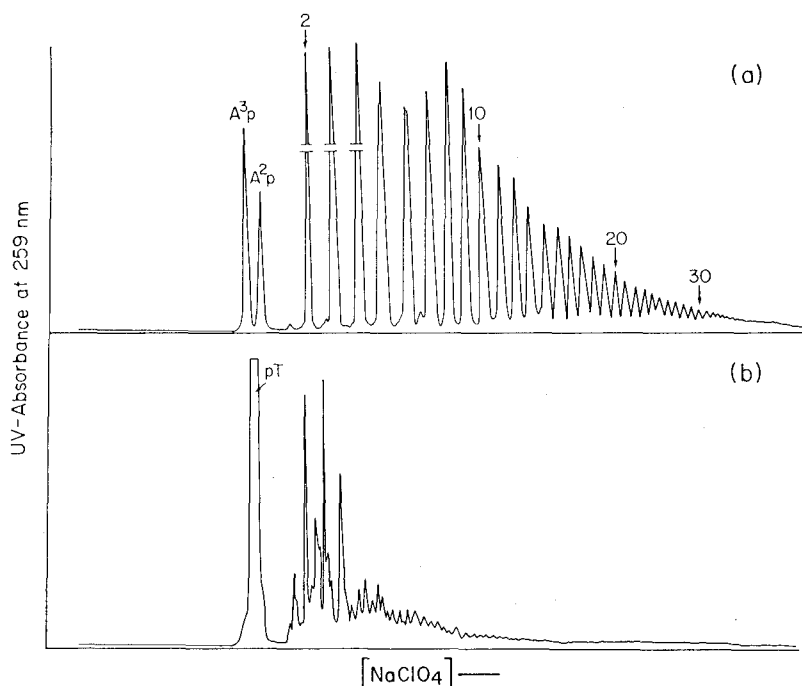 (a)
2
A³p
A²p
10
20
30
UV-Absorbance at 259 nm
(b)
pT
[NaClO₄]